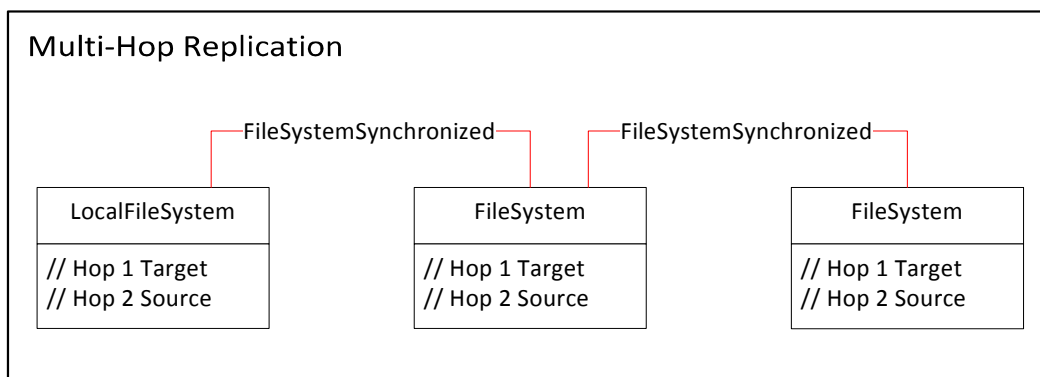 Multi-Hop Replication
FileSystemSynchronized
FileSystemSynchronized
LocalFileSystem
// Hop 1 Target
// Hop 2 Source
FileSystem
// Hop 1 Target
// Hop 2 Source
FileSystem
// Hop 1 Target
// Hop 2 Source